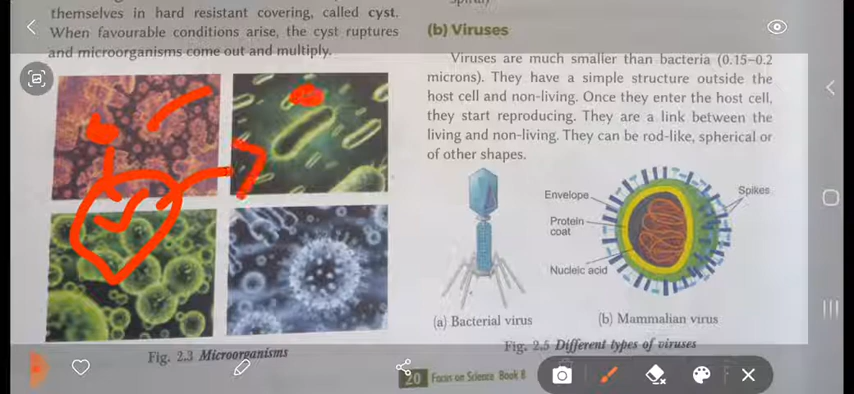 themselves in hard resistant covering, called cyst.
When favourable conditions arise, the cyst ruptures
and microorganisms come out and multiply.
Fig. 2.3 Microorganisms
(b) Viruses
Viruses are much smaller than bacteria (0.15–0.2
microns). They have a simple structure outside the
host cell and non-living. Once they enter the host cell,
they start reproducing. They are a link between the
living and non-living. They can be rod-like, spherical or
of other shapes.
Envelope
Protein
coat
Nucleic acid
Spikes
(a) Bacterial virus
(b) Mammalian virus
Fig. 2.5 Different types of viruses
20 Focus on Science Book 8